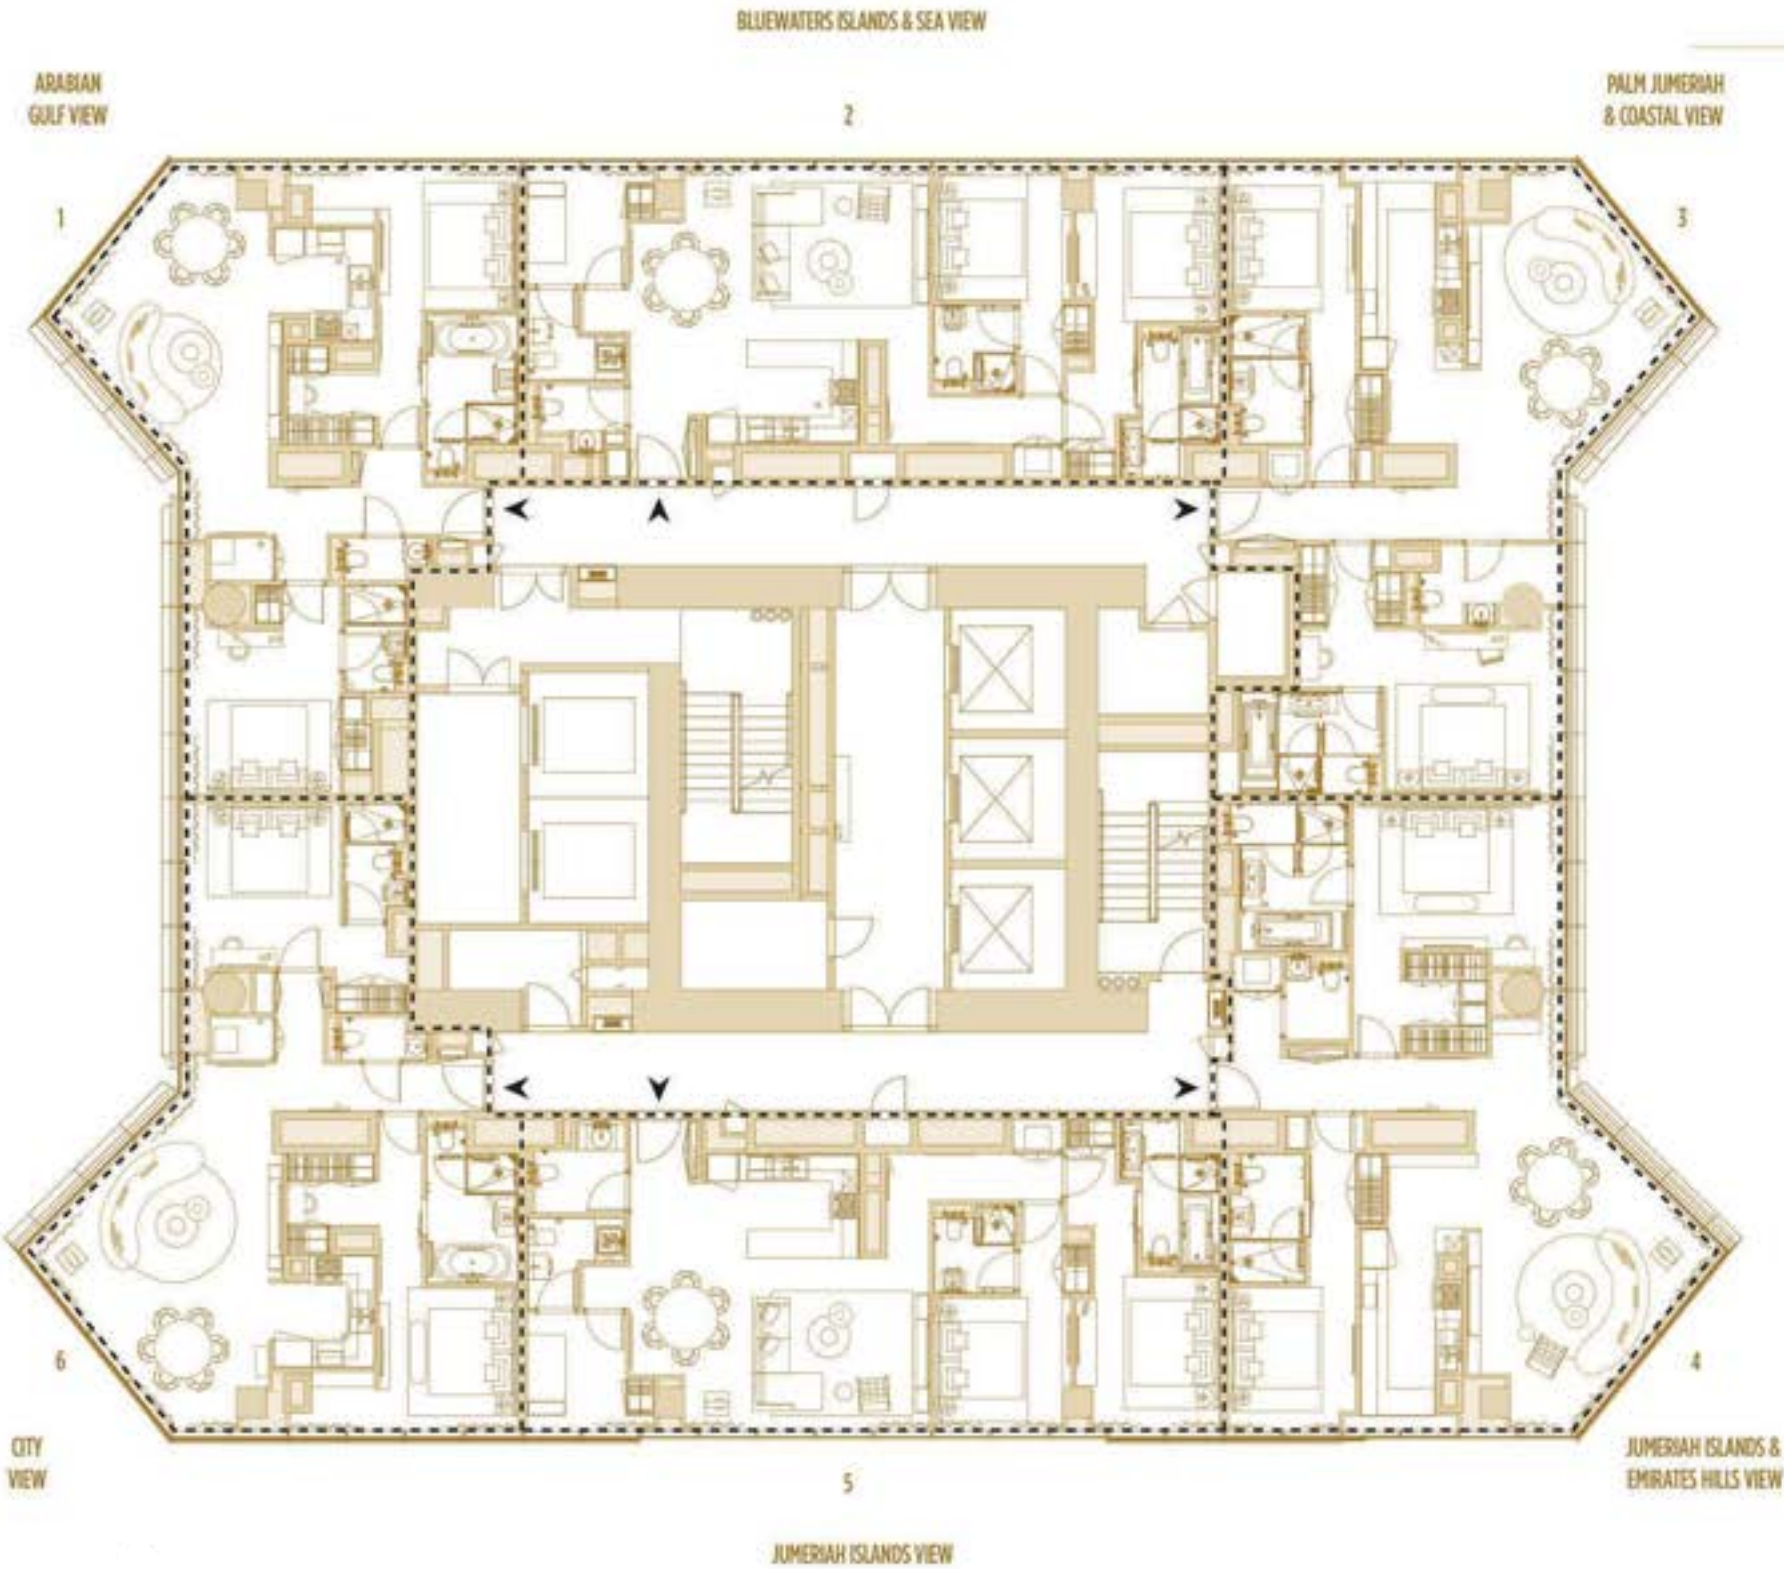 BLUEWATERS ISLANDS & SEA VIEW
ARABIAN
GULF VIEW
2
PALM JUMERIAH
& COASTAL VIEW
1
3
6
4
CITY
VIEW
5
JUMERIAH ISLANDS &
EMIRATES HILLS VIEW
JUMERIAH ISLANDS VIEW